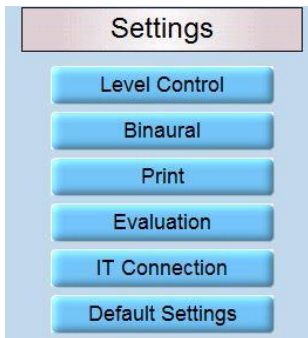 Settings
Level Control
Binaural
Print
Evaluation
IT Connection
Default Settings